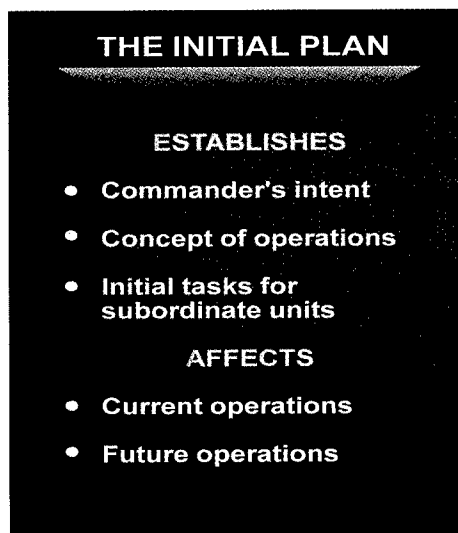 THE INITIAL PLAN
ESTABLISHES
• Commander's intent
• Concept of operations
• Initial tasks for
subordinate units
AFFECTS
• Current operations
• Future operations